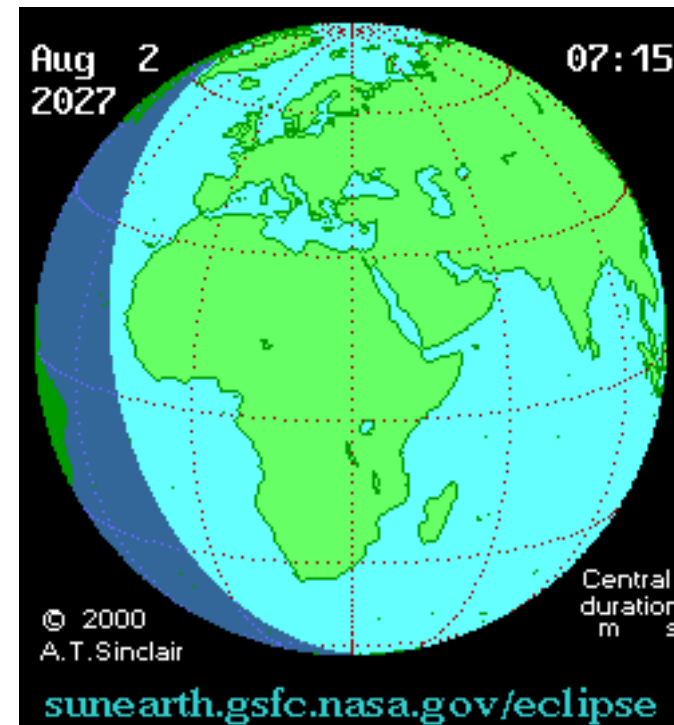 Aug 2
07:15
2027
Central
duration
m s
© 2000
A.T.Sinclair
sunearth.gsfc.nasa.gov/eclipse